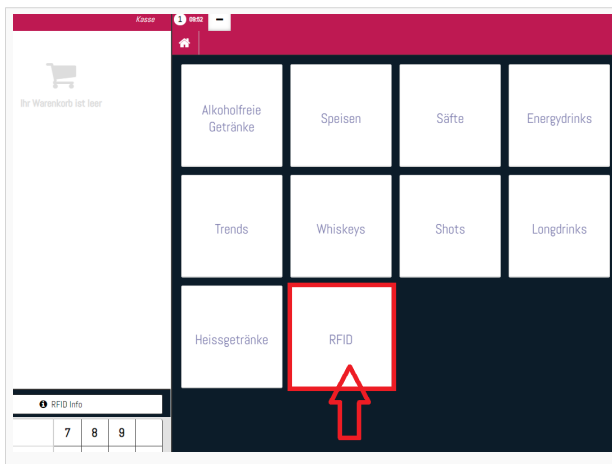 Kasse
1 09:52
Ihr Warenkorb ist leer
Alkoholfreie
Getränke
Speisen
Säfte
Energydrinks
Trends
Whiskeys
Shots
Longdrinks
Heissgetränke
RFID
RFID Info
7 8 9